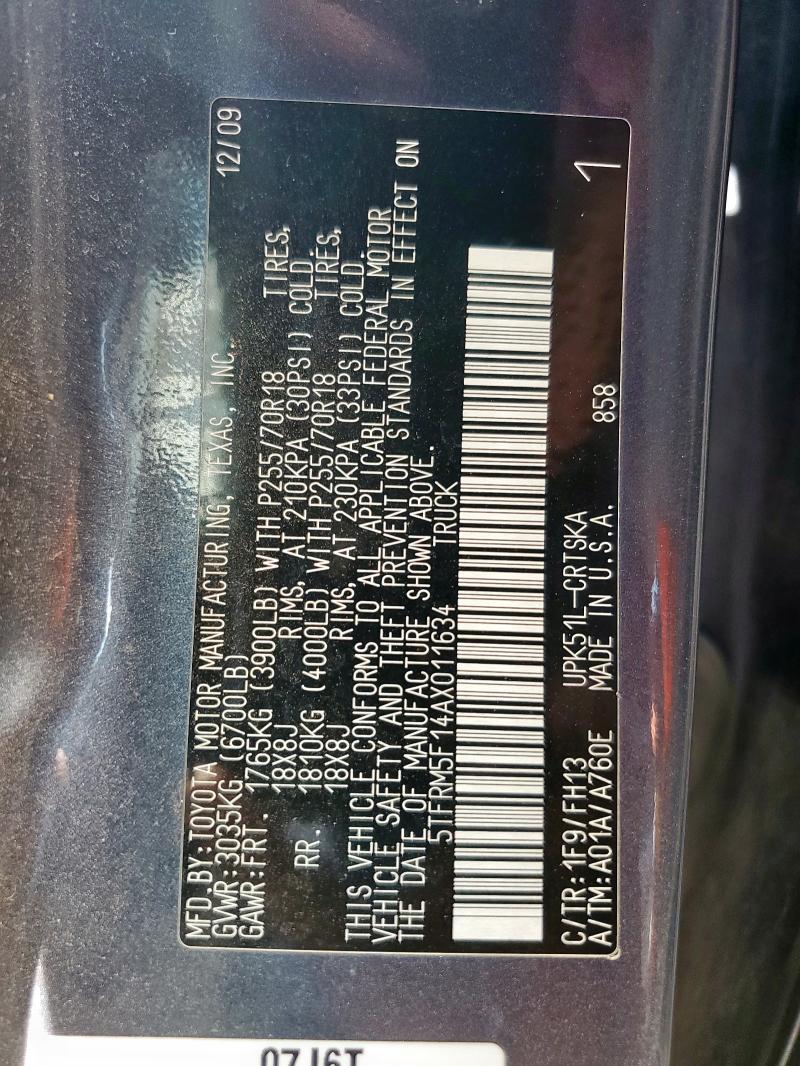 MFD.BY:TOYOTA MOTOR MANUFACTURING, TEXAS, INC. 12/09
GVWR:3035KG (6700LB)
GAWR:FRT. 1765KG (3900LB) WITH P255/70R18 TIRES,
18X8J RIMS, AT 210KPA (30PSI) COLD.
RR. 1810KG (4000LB) WITH P255/70R18 TIRES,
18X8J RIMS, AT 230KPA (33PSI) COLD.
THIS VEHICLE CONFORMS TO ALL APPLICABLE FEDERAL MOTOR
VEHICLE SAFETY AND THEFT PREVENTION STANDARDS IN EFFECT ON
THE DATE OF MANUFACTURE SHOWN ABOVE.
5TFRM5F14AX011634 TRUCK
C/TR: 1F9/FH13 UPK51L-CRTSKA
A/TM: A01A/A760E MADE IN U.S.A. 858 1